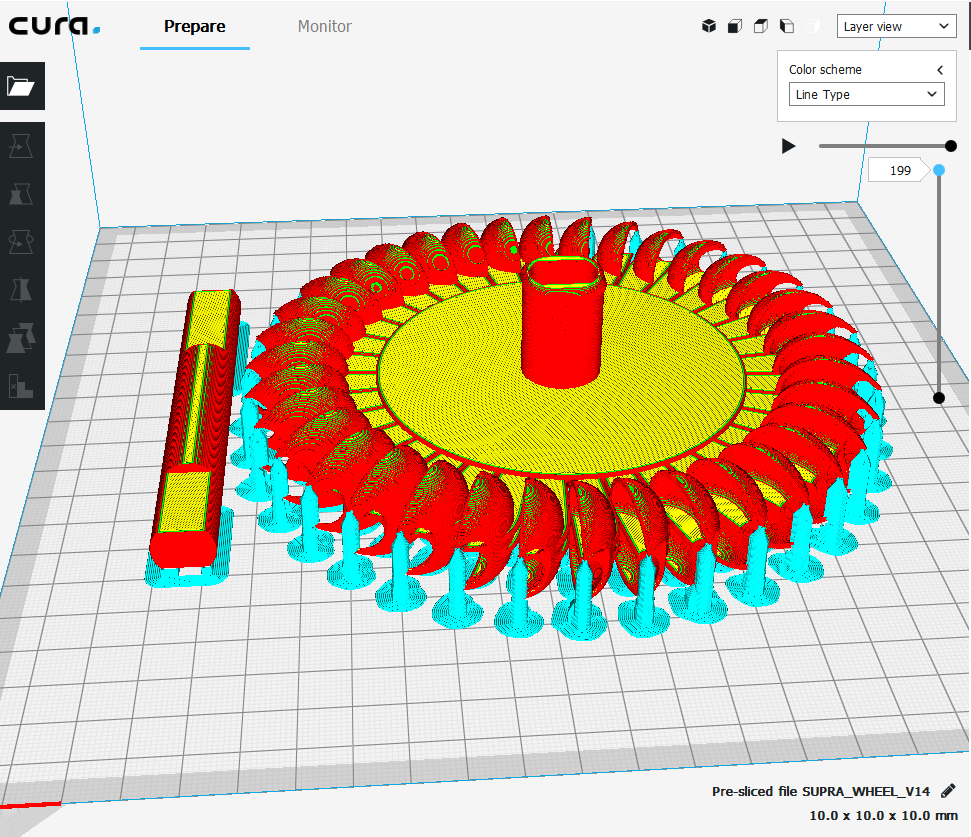 cura.
Prepare
Monitor
Layer view
Color scheme
Line Type
199
Pre-sliced file SUPRA_WHEEL_V14
10.0 x 10.0 x 10.0 mm